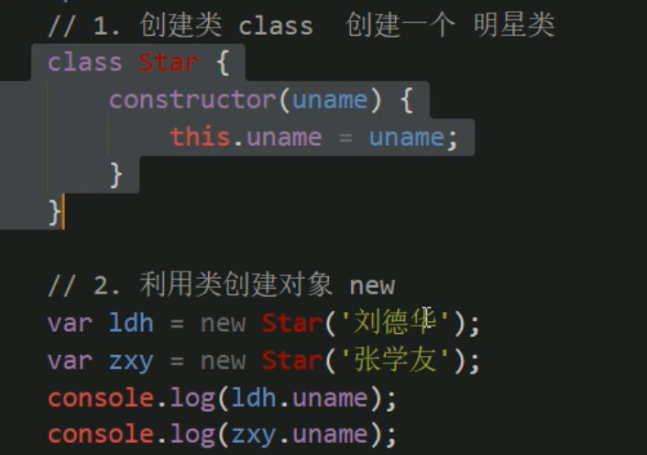 // 1. 创建类 class  创建一个 明星类
class Star {
    constructor(uname) {
        this.uname = uname;
    }
}
// 2. 利用类创建对象 new
var ldh = new Star('刘德华');
var zxy = new Star('张学友');
console.log(ldh.uname);
console.log(zxy.uname);